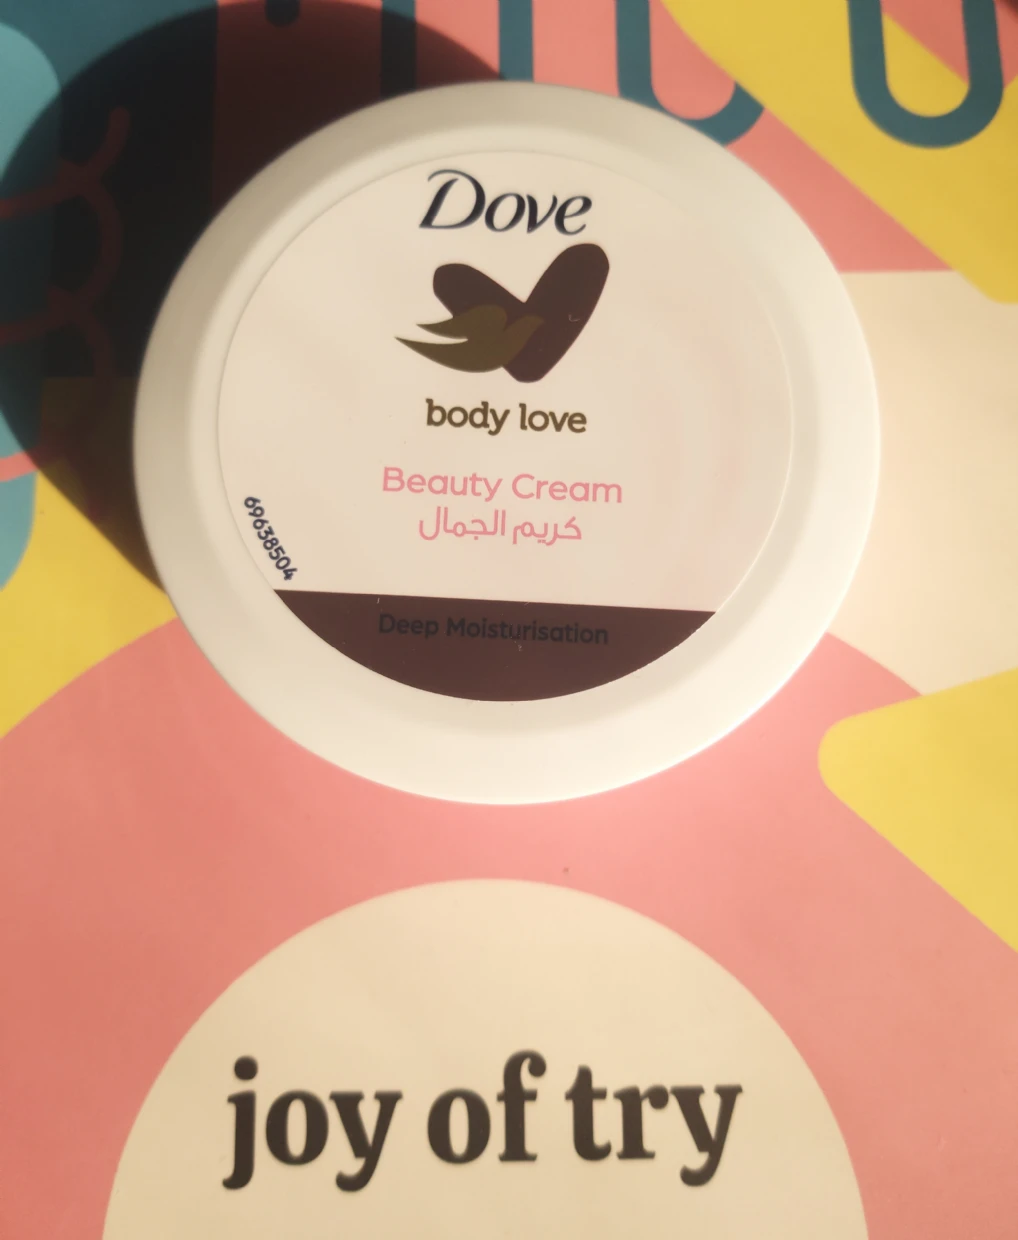 Dove
body love
Beauty Cream
كريم الجمال
69638504
Deep Moisturisation
joy of try